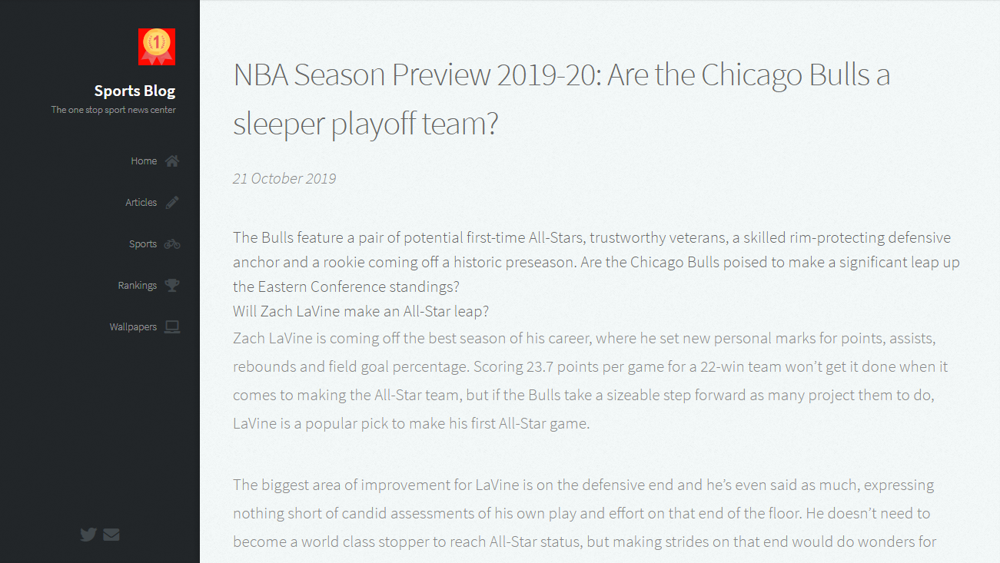 1
Sports Blog
The one stop sport news center
Home
Articles
Sports
Rankings
Wallpapers
NBA Season Preview 2019-20: Are the Chicago Bulls a
sleeper playoff team?
21 October 2019
The Bulls feature a pair of potential first-time All-Stars, trustworthy veterans, a skilled rim-protecting defensive
anchor and a rookie coming off a historic preseason. Are the Chicago Bulls poised to make a significant leap up
the Eastern Conference standings?
Will Zach LaVine make an All-Star leap?
Zach LaVine is coming off the best season of his career, where he set new personal marks for points, assists,
rebounds and field goal percentage. Scoring 23.7 points per game for a 22-win team won’t get it done when it
comes to making the All-Star team, but if the Bulls take a sizeable step forward as many project them to do,
LaVine is a popular pick to make his first All-Star game.
The biggest area of improvement for LaVine is on the defensive end and he’s even said as much, expressing
nothing short of candid assessments of his own play and effort on that end of the floor. He doesn’t need to
become a world class stopper to reach All-Star status, but making strides on that end would do wonders for